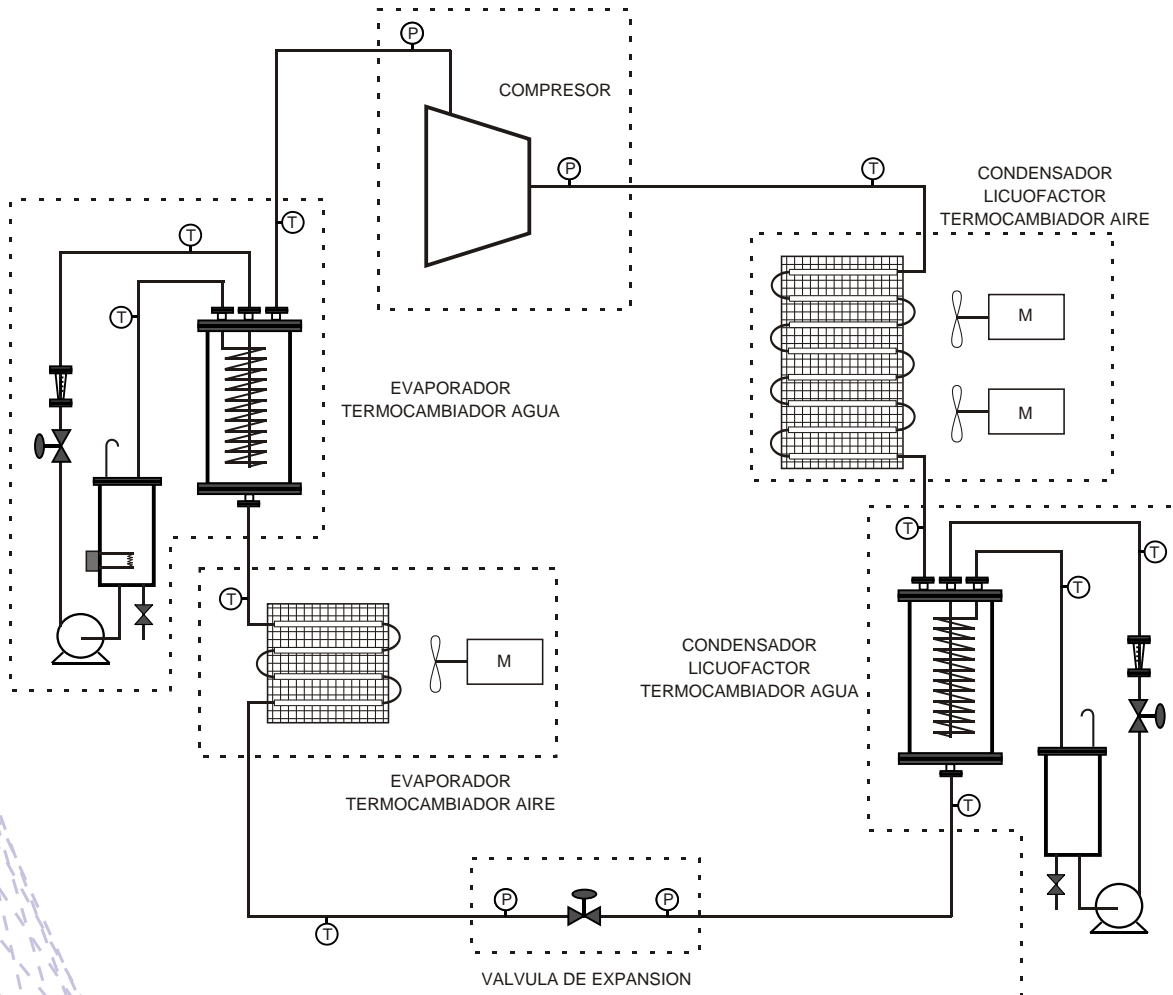 P
COMPRESOR
P
T
CONDENSADOR
LICUOFACTOR
TERMOCAMBIADOR AIRE
T
T
T
M
M
EVAPORADOR
TERMOCAMBIADOR AGUA
T
T
T
T
M
CONDENSADOR
LICUOFACTOR
TERMOCAMBIADOR AGUA
EVAPORADOR
TERMOCAMBIADOR AIRE
T
P
P
T
VALVULA DE EXPANSION